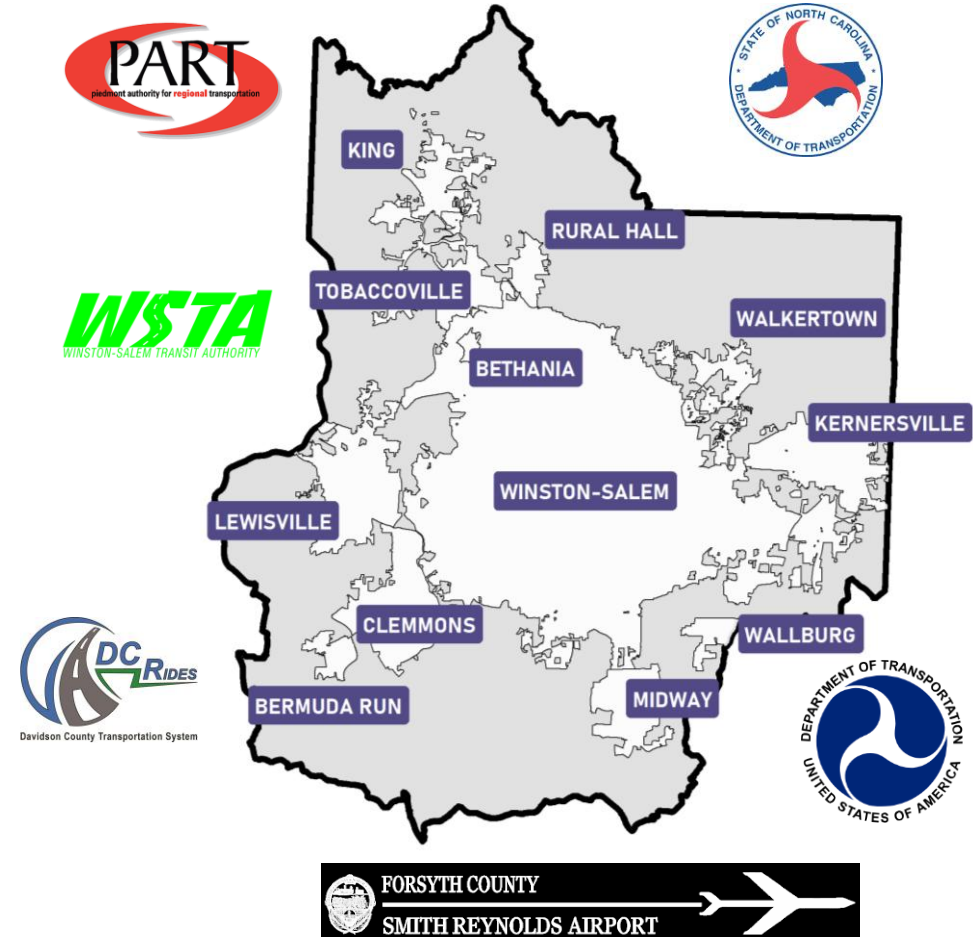 PART
piedmont authority for regional transportation
STATE OF NORTH CAROLINA
DEPARTMENT OF TRANSPORTATION
KING
RURAL HALL
TOBACCOVILLE
WSTA
WINSTON-SALEM TRANSIT AUTHORITY
WALKERTOWN
BETHANIA
KERNERSVILLE
WINSTON-SALEM
LEWISVILLE
CLEMMONS
WALLBURG
DC RIDES
Davidson County Transportation System
BERMUDA RUN
MIDWAY
DEPARTMENT OF TRANSPORTATION
UNITED STATES OF AMERICA
FORSYTH COUNTY
SMITH REYNOLDS AIRPORT